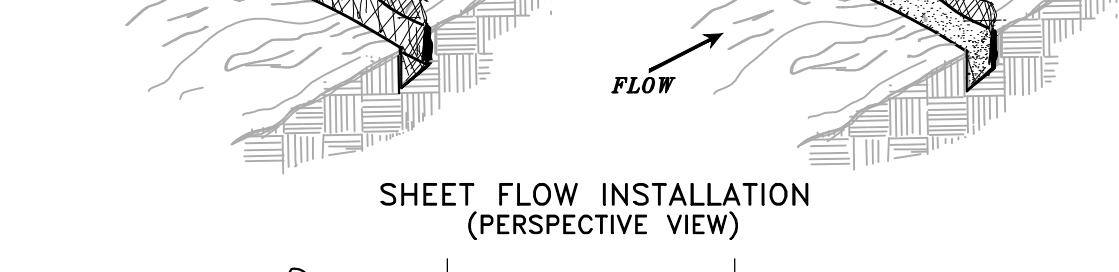 FLOW
SHEET FLOW INSTALLATION
(PERSPECTIVE VIEW)